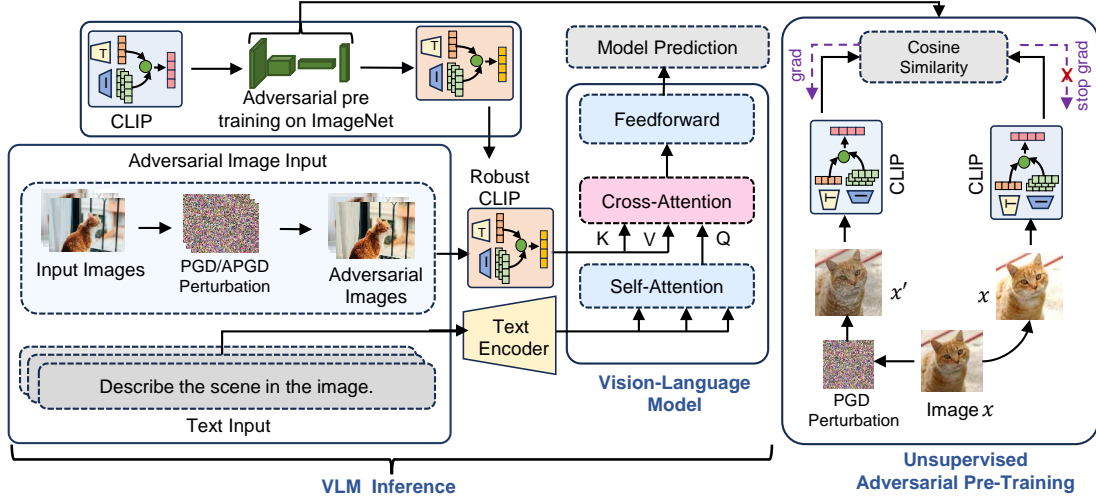 T
I
CLIP
Adversarial pre
training on ImageNet
T
I
Adversarial Image Input
Input Images
PGD/APGD
Perturbation
Adversarial
Images
Robust
CLIP
T
I
Text
Encoder
Describe the scene in the image.
Text Input
Model Prediction
Feedforward
Cross-Attention
K
V
Q
Self-Attention
Vision-Language
Model
VLM Inference
Cosine
Similarity
grad
X
stop grad
T
I
CLIP
T
I
CLIP
x′
x
PGD
Perturbation
Image x
Unsupervised
Adversarial Pre-Training